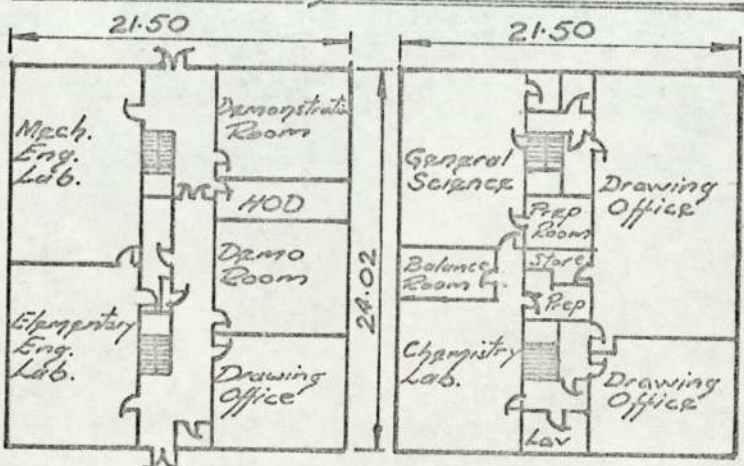 21·50
Mech.
Eng.
Lab.
Demonstratn
Room
HOD
Demo
Room
Elementary
Eng.
Lab.
Drawing
Office
24·02
21·50
General
Science
Drawing
Office
Prep
Room
Balance
Room
Store
Prep
Chemistry
Lab.
Drawing
Office
Lav